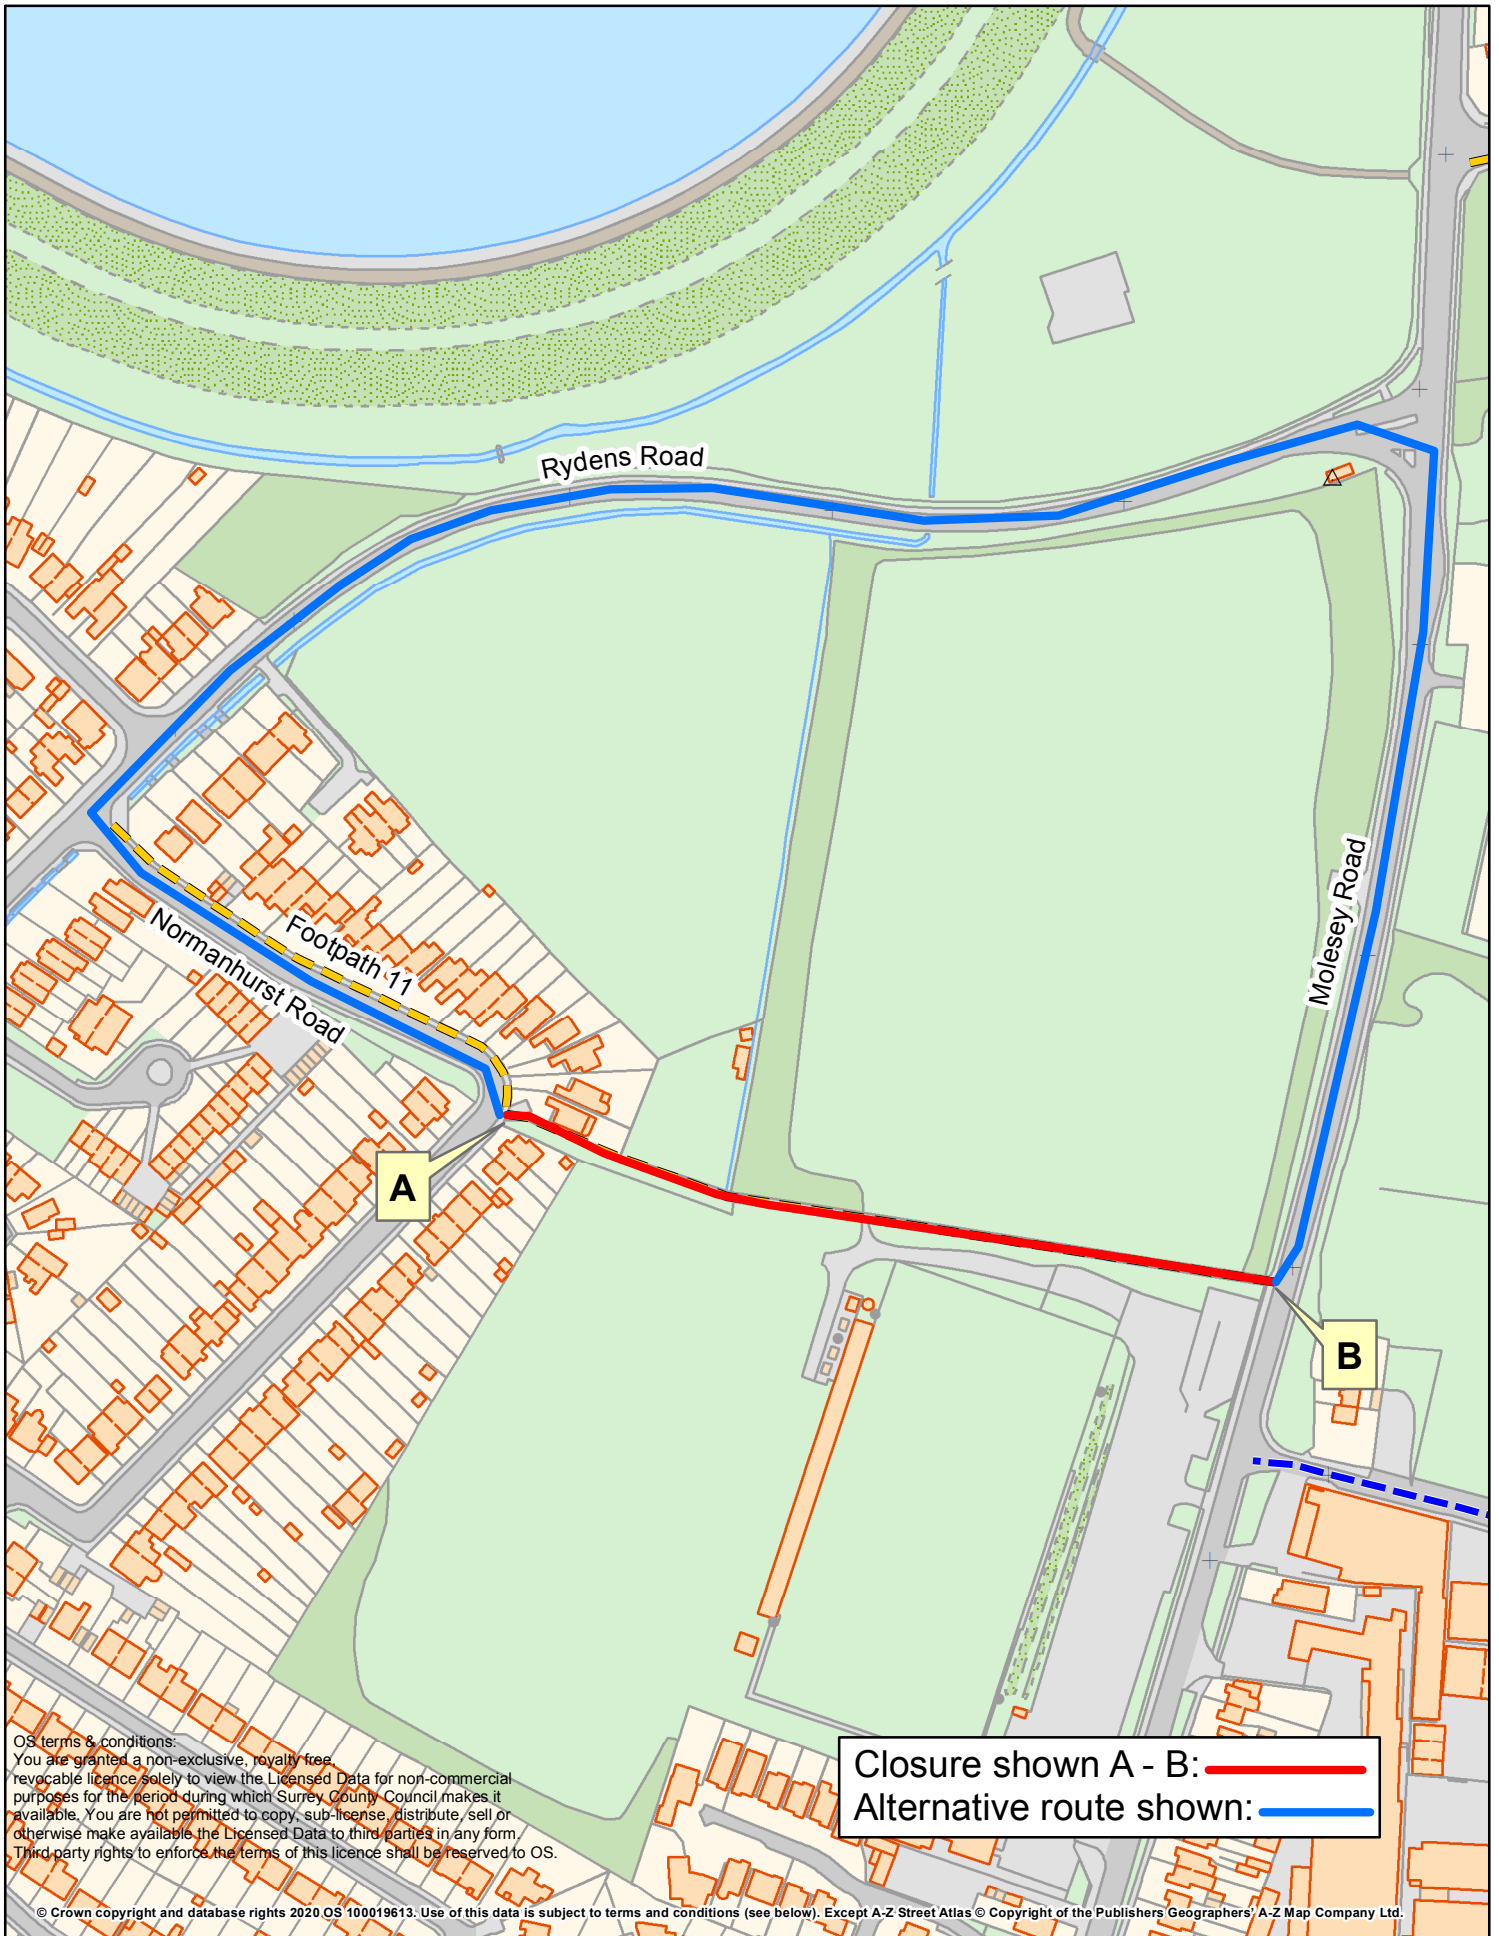 Rydens Road
Molesey Road
Footpath 11
Normanhurst Road
A
B
Closure shown A - B:
Alternative route shown:
OS terms & conditions:
You are granted a non-exclusive, royalty free,
revocable licence solely to view the Licensed Data for non-commercial
purposes for the period during which Surrey County Council makes it
available. You are not permitted to copy, sub-license, distribute, sell or
otherwise make available the Licensed Data to third parties in any form.
Third party rights to enforce the terms of this licence shall be reserved to OS.
© Crown copyright and database rights 2020 OS 100019613. Use of this data is subject to terms and conditions (see below). Except A-Z Street Atlas © Copyright of the Publishers Geographers' A-Z Map Company Ltd.